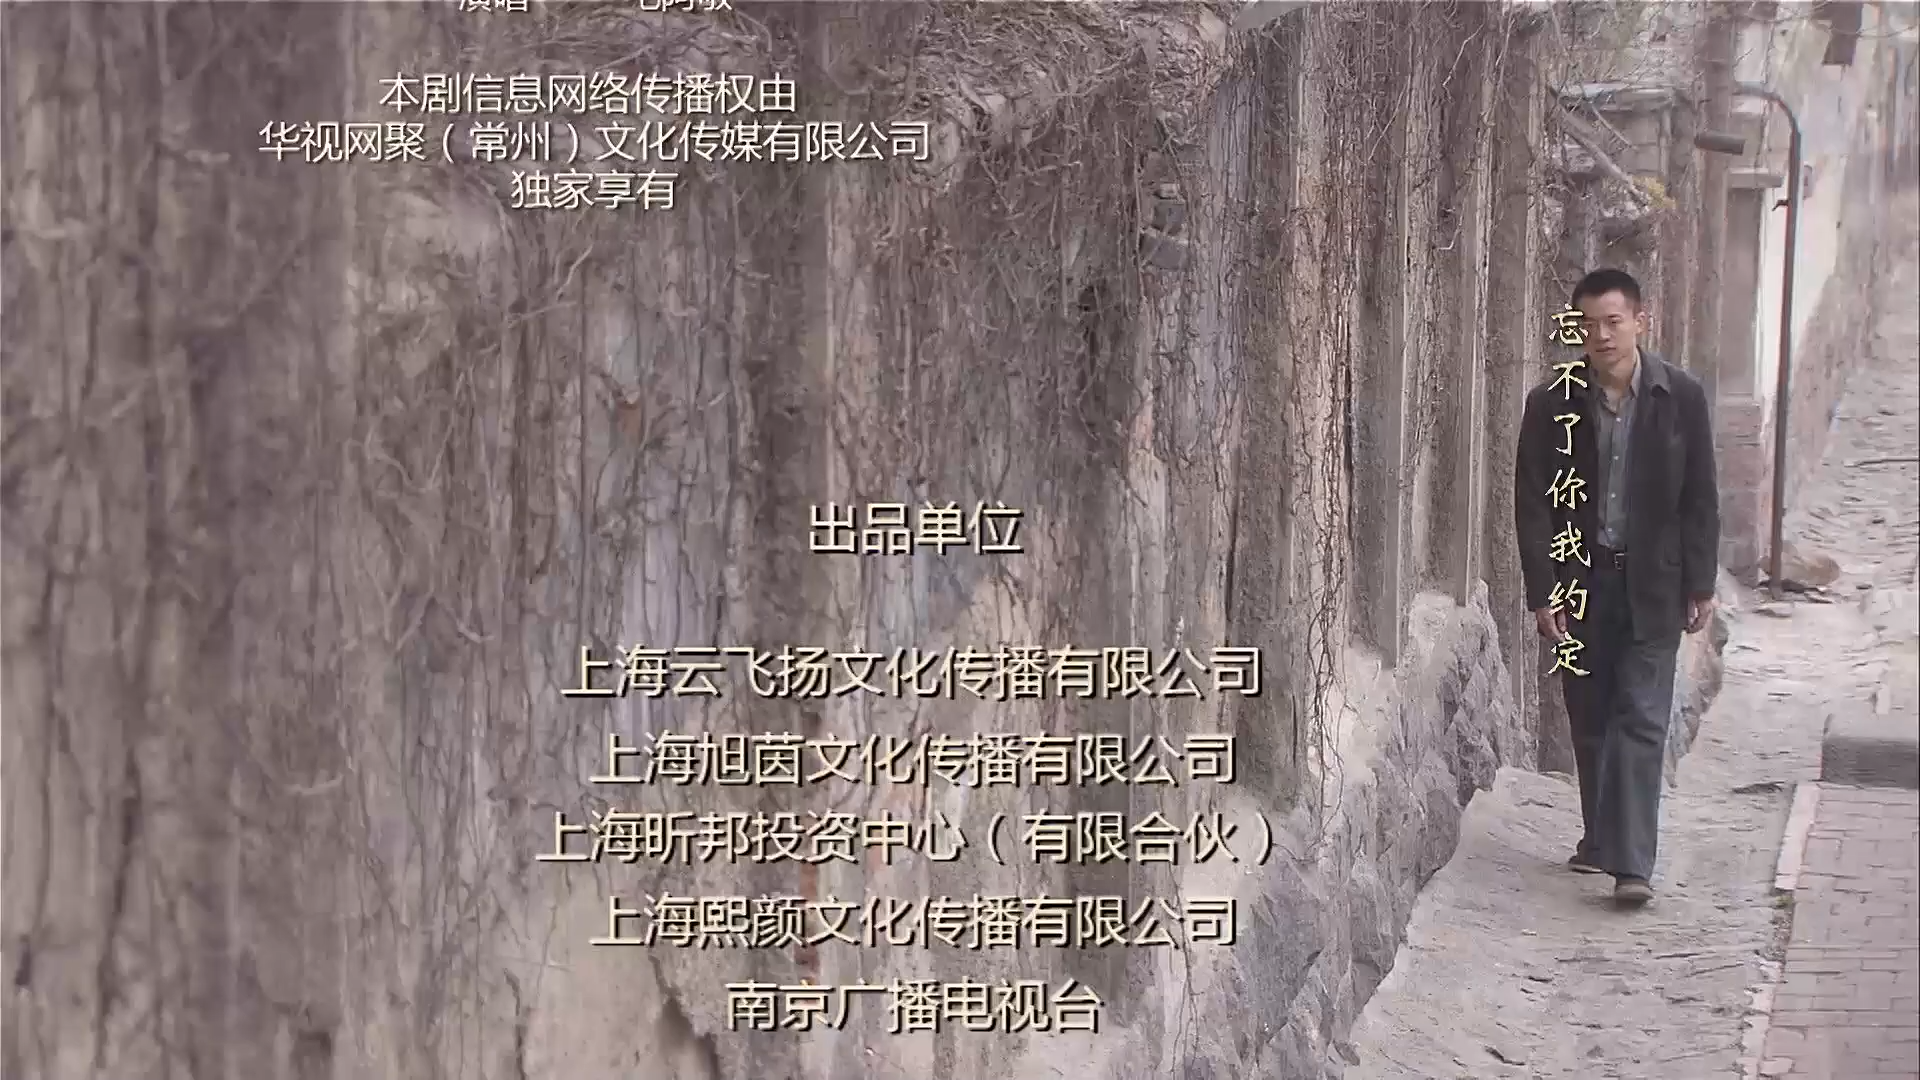 演唱
本剧信息网络传播权由
华视网聚（常州）文化传媒有限公司
独家享有
出品单位
上海云飞扬文化传播有限公司
上海旭茵文化传播有限公司
上海昕邦投资中心（有限合伙）
上海熙颜文化传播有限公司
南京广播电视台
忘不了你我约定